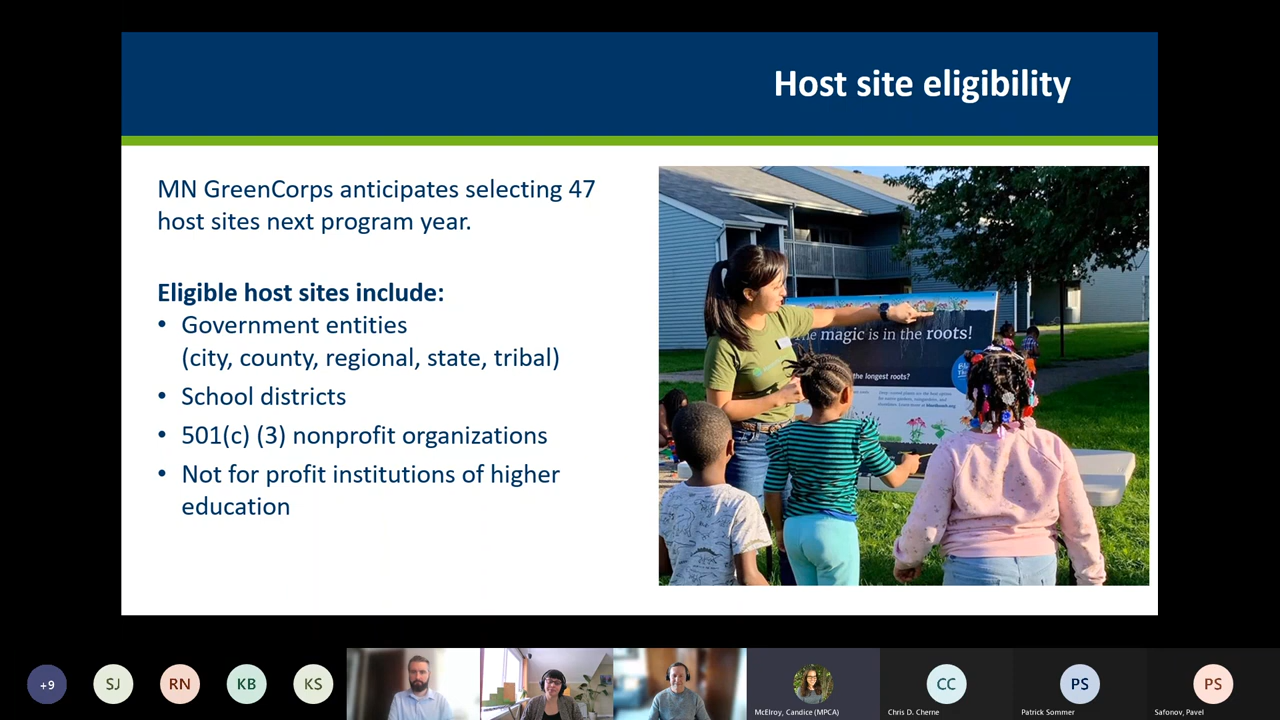 Host site eligibility
MN GreenCorps anticipates selecting 47
host sites next program year.
Eligible host sites include:
• Government entities
(city, county, regional, state, tribal)
• School districts
• 501(c) (3) nonprofit organizations
• Not for profit institutions of higher
education
The magic is in the roots!
the longest roots?
+9
SJ
RN
KB
KS
McElroy, Candice (MPCA)
CC
Chris D. Cherne
PS
Patrick Sommer
PS
Safonov, Pavel